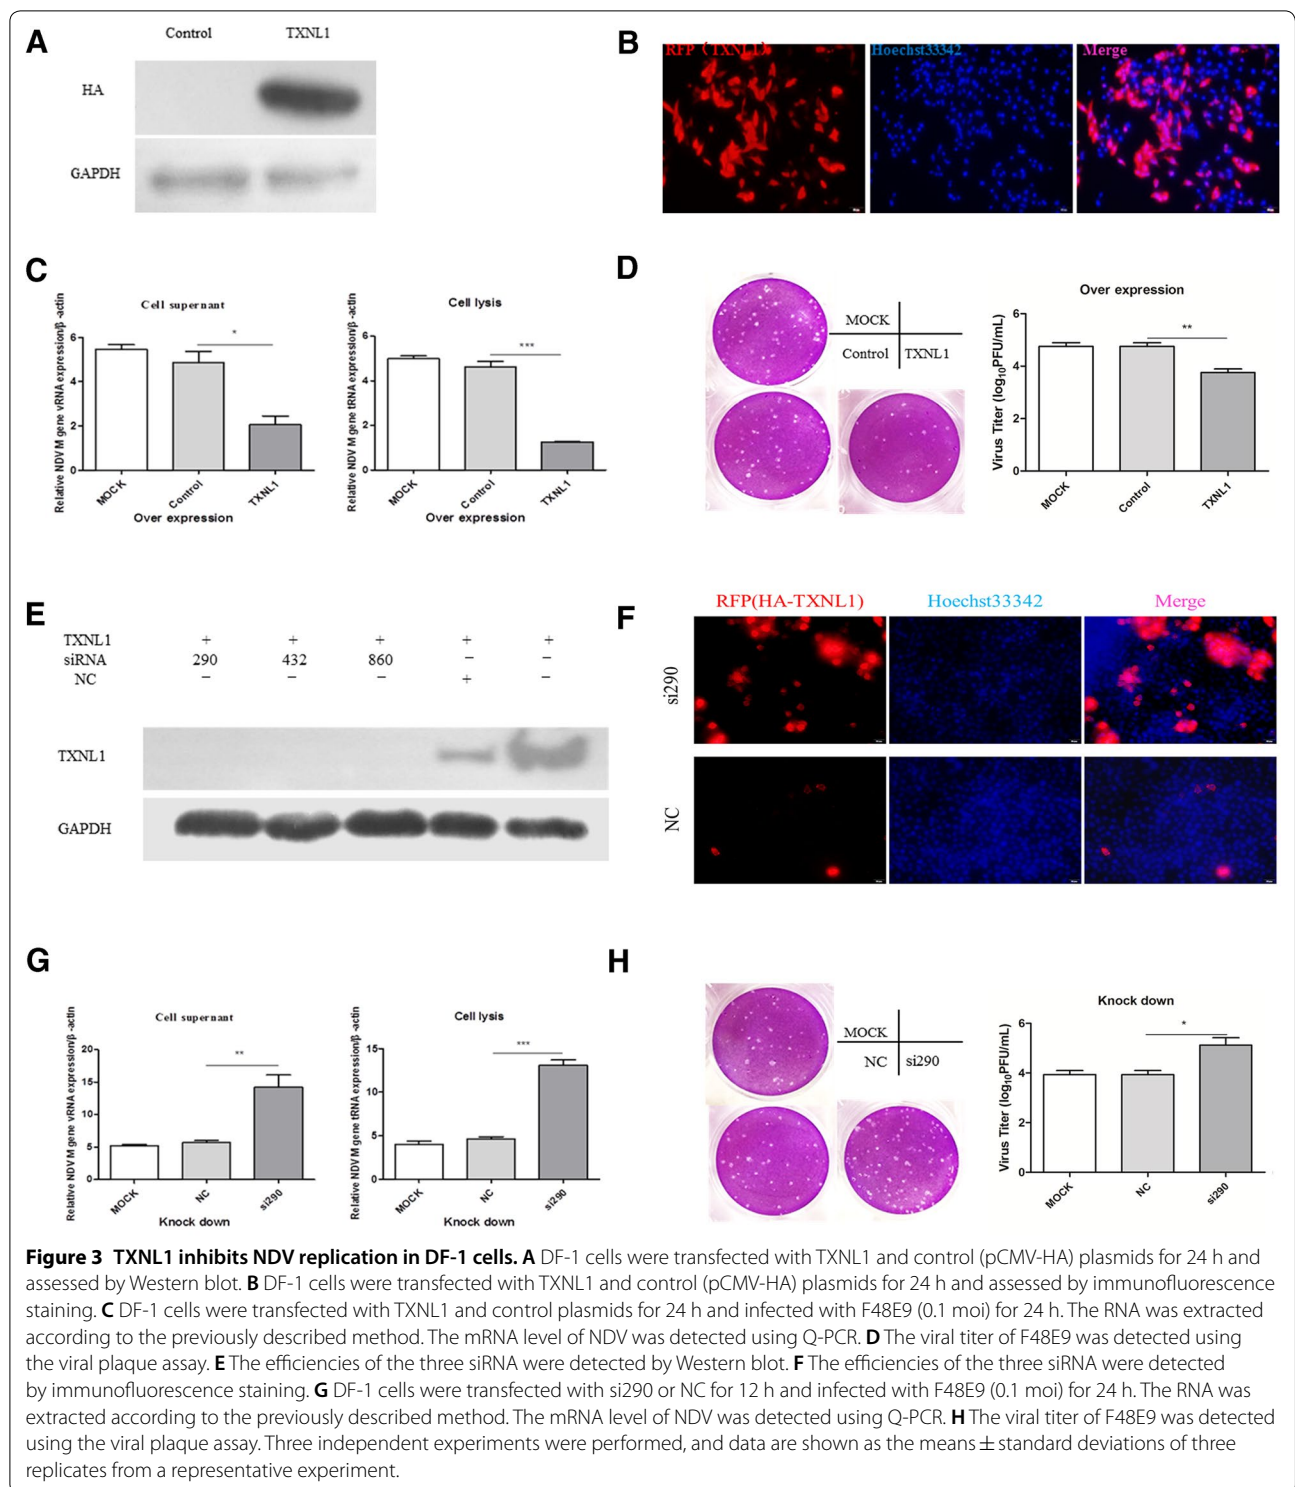 A
Control TXNL1
HA
GAPDH
B
RFP (TXNL1) Hoechst33342 Merge
C
Cell supernant
Relative NDV M gene vRNA expression/β -actin
6
4
2
0
*
MOCK Control TXNL1
Over expression
Cell lysis
Relative NDV M gene tRNA expression/β -actin
6
4
2
0
***
MOCK Control TXNL1
Over expression
D
MOCK
Control TXNL1
Over expression
Virus Titer (log10PFU/mL)
6
4
2
0
**
MOCK Control TXNL1
E
TXNL1 + + + + +
siRNA 290 432 860 − −
NC − − − + −
TXNL1
GAPDH
F
RFP(HA-TXNL1) Hoechst33342 Merge
si290
NC
G
Cell supernant
Relative NDV M gene vRNA expression/β -actin
20
15
10
5
0
**
MOCK NC si290
Knock down
Cell lysis
Relative NDV M gene tRNA expression/β -actin
15
10
5
0
***
MOCK NC si290
Knock down
H
MOCK
NC si290
Knock down
Virus Titer (log10PFU/mL)
6
4
2
0
*
MOCK NC si290
Figure 3 TXNL1 inhibits NDV replication in DF-1 cells. A DF-1 cells were transfected with TXNL1 and control (pCMV-HA) plasmids for 24 h and
assessed by Western blot. B DF-1 cells were transfected with TXNL1 and control (pCMV-HA) plasmids for 24 h and assessed by immunofluorescence
staining. C DF-1 cells were transfected with TXNL1 and control plasmids for 24 h and infected with F48E9 (0.1 moi) for 24 h. The RNA was extracted
according to the previously described method. The mRNA level of NDV was detected using Q-PCR. D The viral titer of F48E9 was detected using
the viral plaque assay. E The efficiencies of the three siRNA were detected by Western blot. F The efficiencies of the three siRNA were detected
by immunofluorescence staining. G DF-1 cells were transfected with si290 or NC for 12 h and infected with F48E9 (0.1 moi) for 24 h. The RNA was
extracted according to the previously described method. The mRNA level of NDV was detected using Q-PCR. H The viral titer of F48E9 was detected
using the viral plaque assay. Three independent experiments were performed, and data are shown as the means ± standard deviations of three
replicates from a representative experiment.